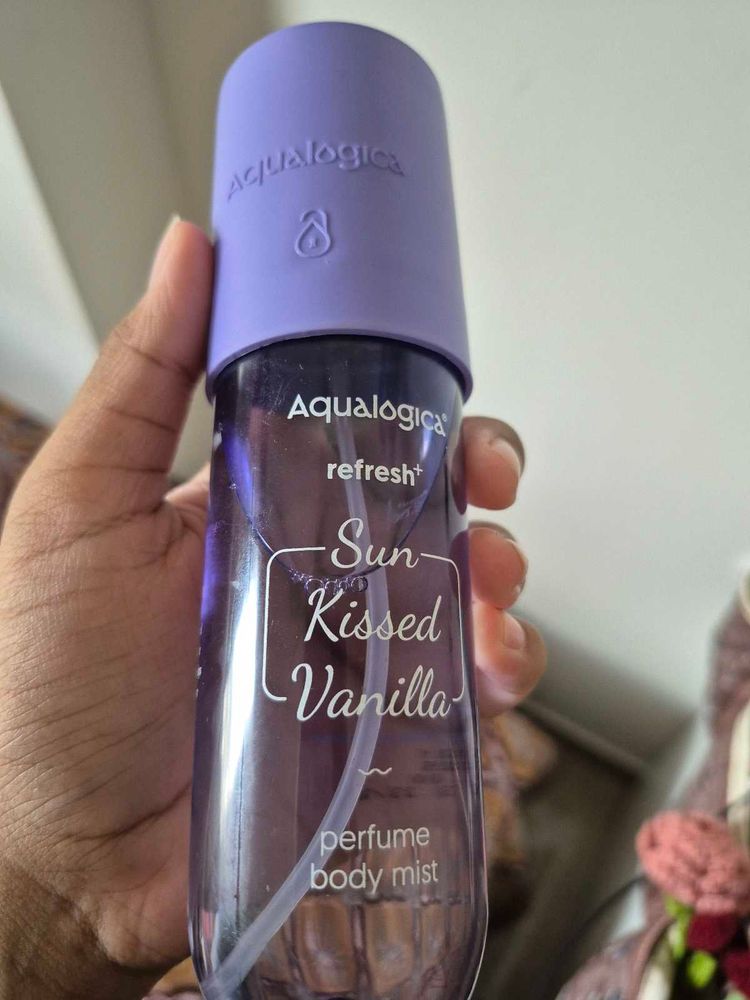 Aqualogica
Aqualogica®
refresh+
Sun
Kissed
Vanilla
perfume
body mist